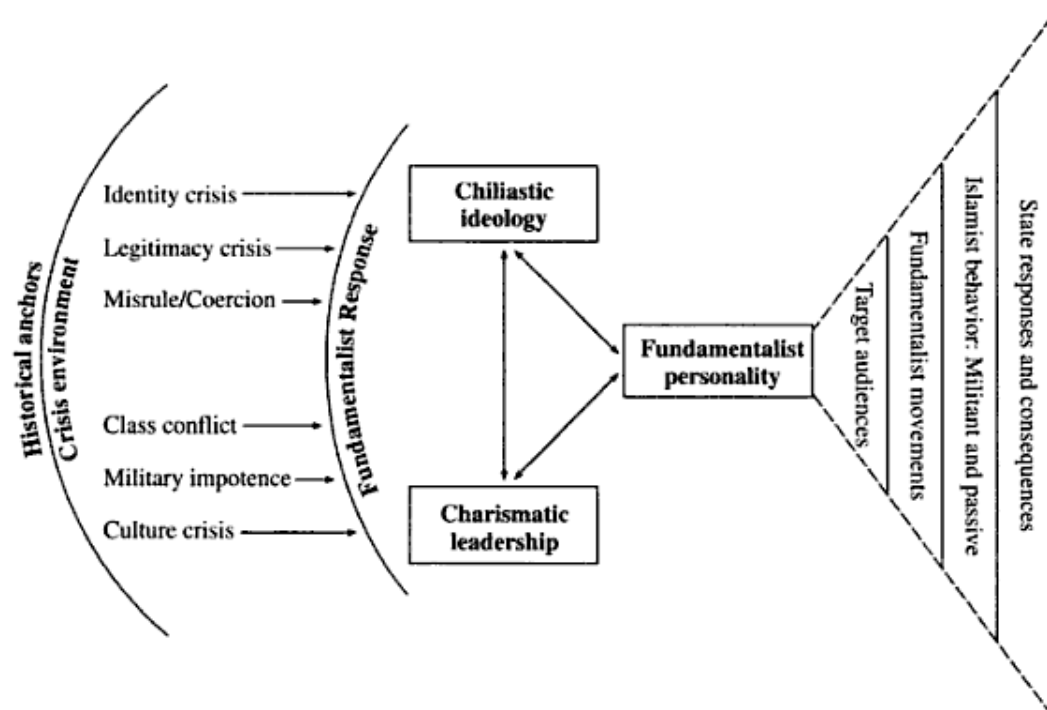 Historical anchors
Crisis environment
Identity crisis
Legitimacy crisis
Misrule/Coercion
Class conflict
Military impotence
Culture crisis
Fundamentalist Response
Chiliastic
ideology
Charismatic
leadership
Fundamentalist
personality
Target audiences
Fundamentalist movements
Islamist behavior: Militant and passive
State responses and consequences